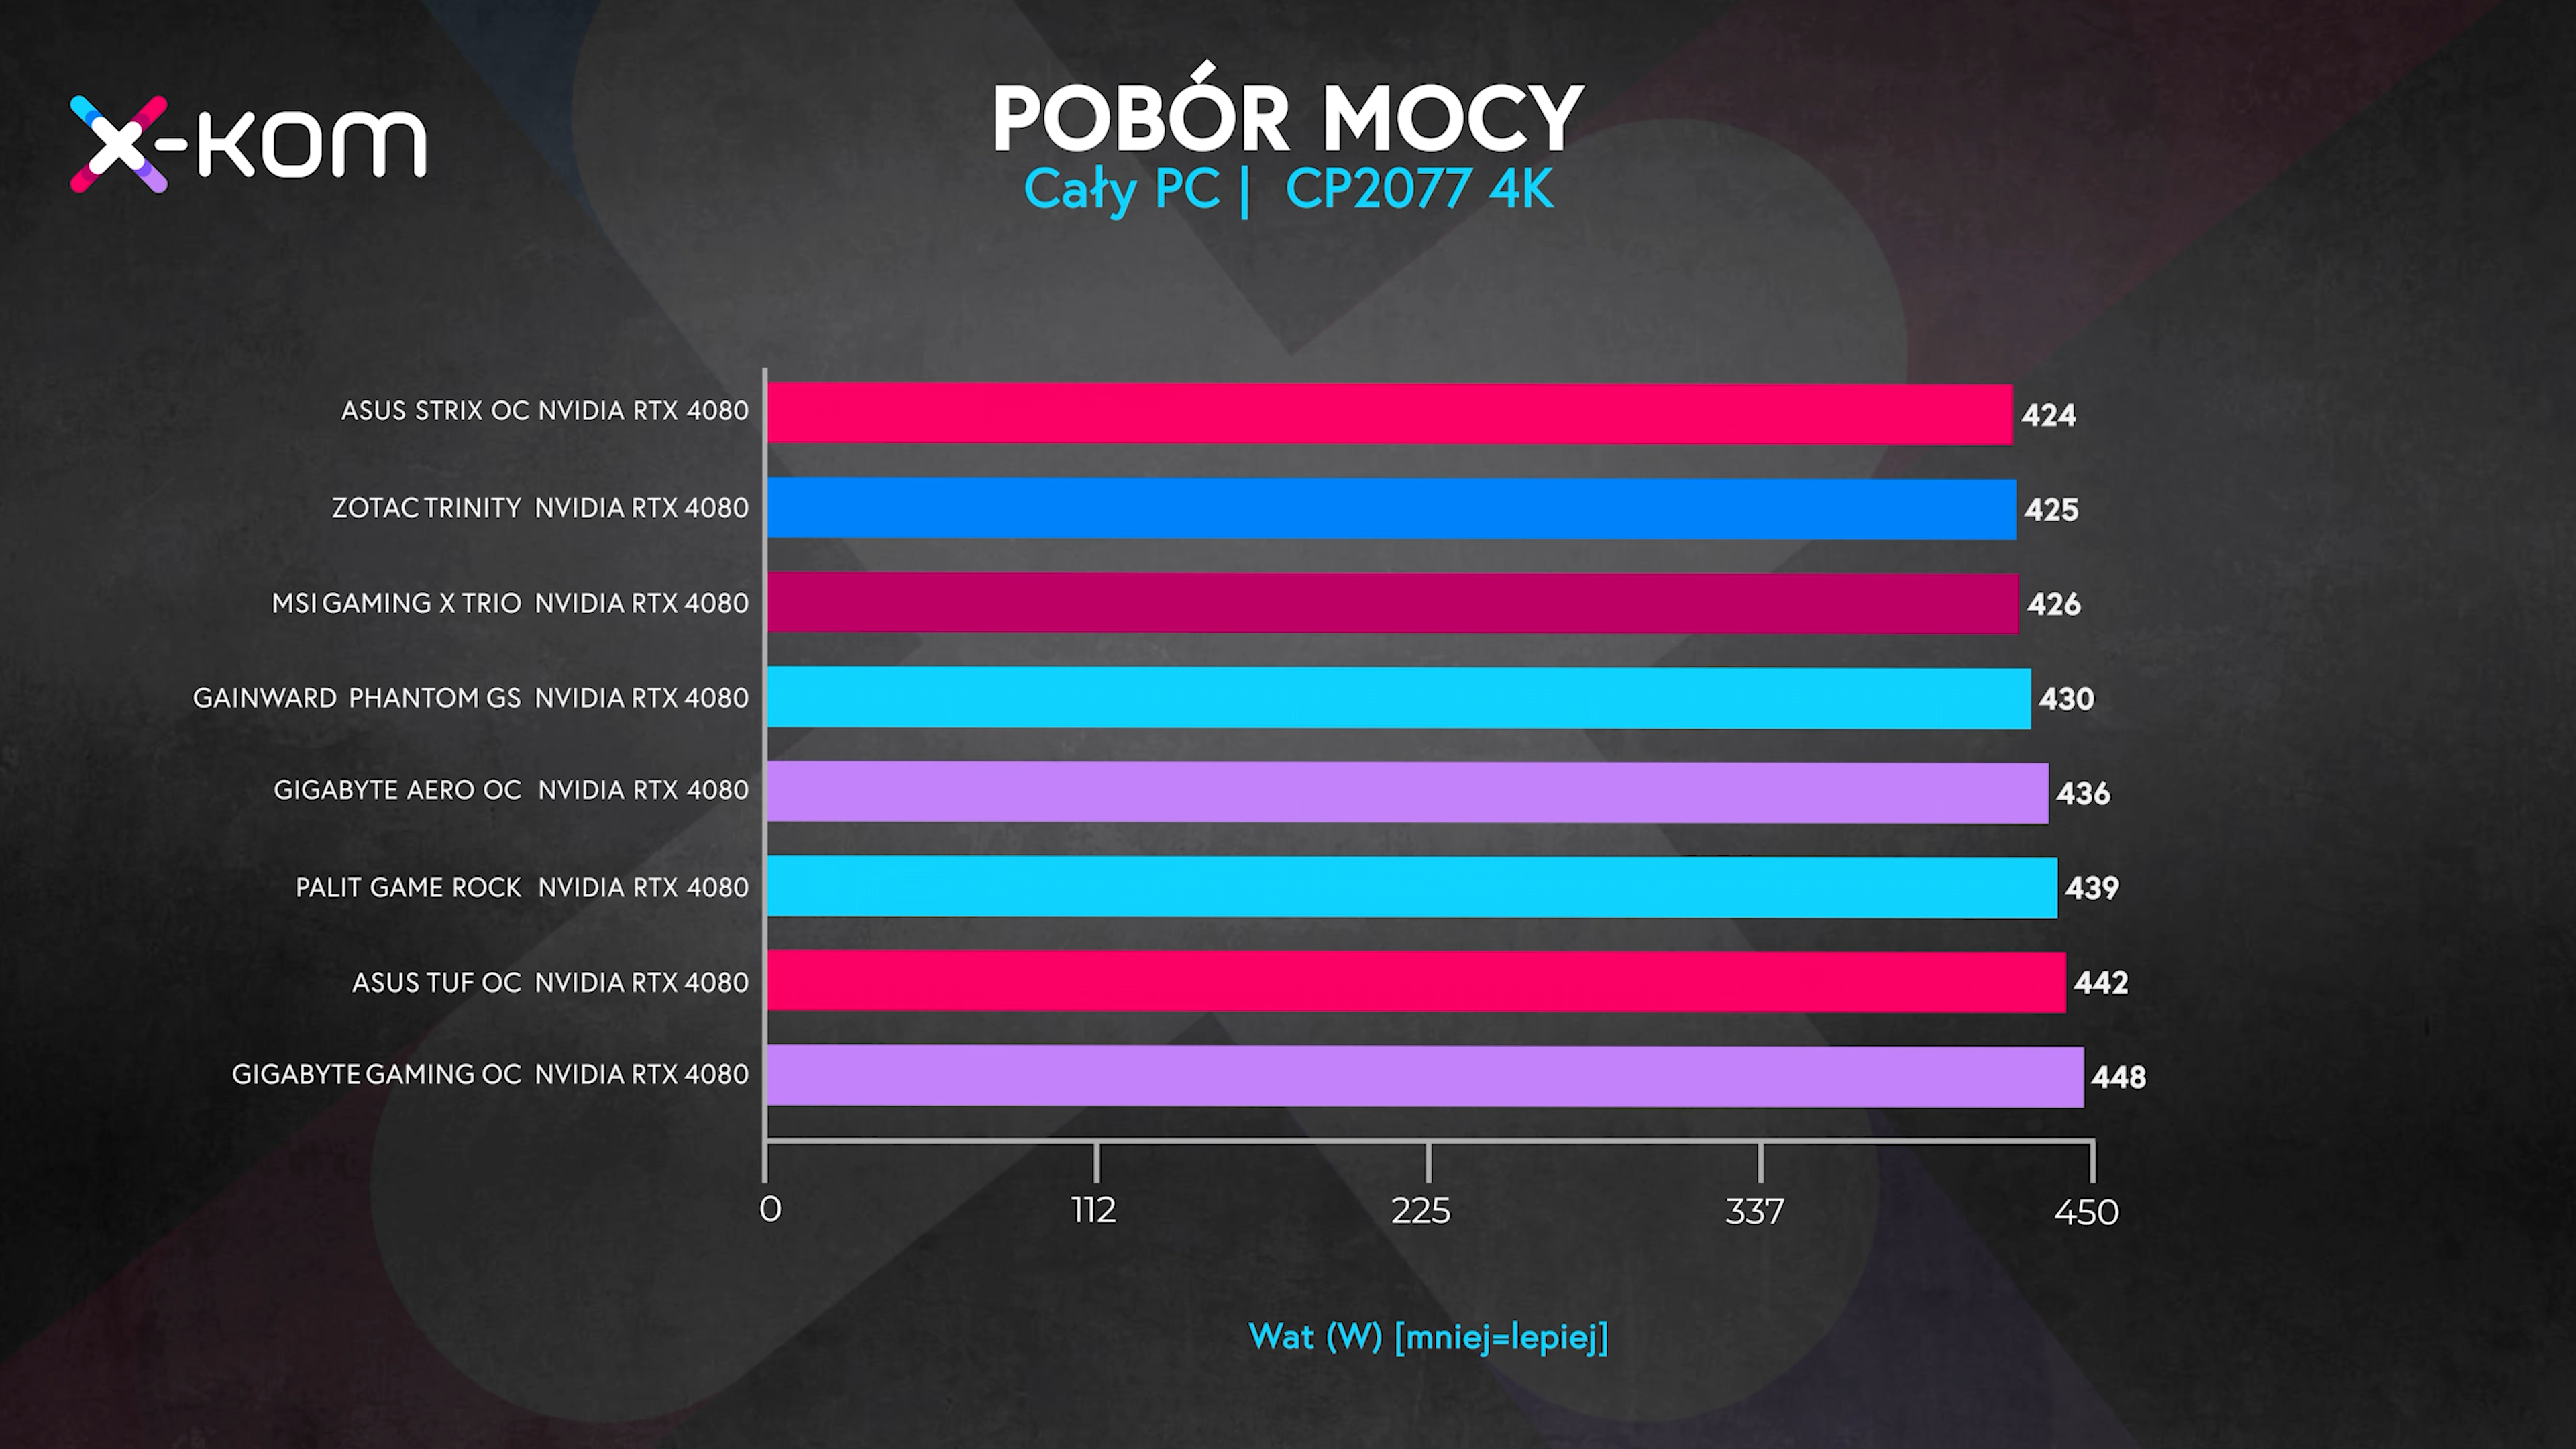 x-kom
POBÓR MOCY
Cały PC | CP2077 4K
ASUS STRIX OC NVIDIA RTX 4080 424
ZOTAC TRINITY NVIDIA RTX 4080 425
MSI GAMING X TRIO NVIDIA RTX 4080 426
GAINWARD PHANTOM GS NVIDIA RTX 4080 430
GIGABYTE AERO OC NVIDIA RTX 4080 436
PALIT GAME ROCK NVIDIA RTX 4080 439
ASUS TUF OC NVIDIA RTX 4080 442
GIGABYTE GAMING OC NVIDIA RTX 4080 448
0 112 225 337 450
Wat (W) [mniej=lepiej]